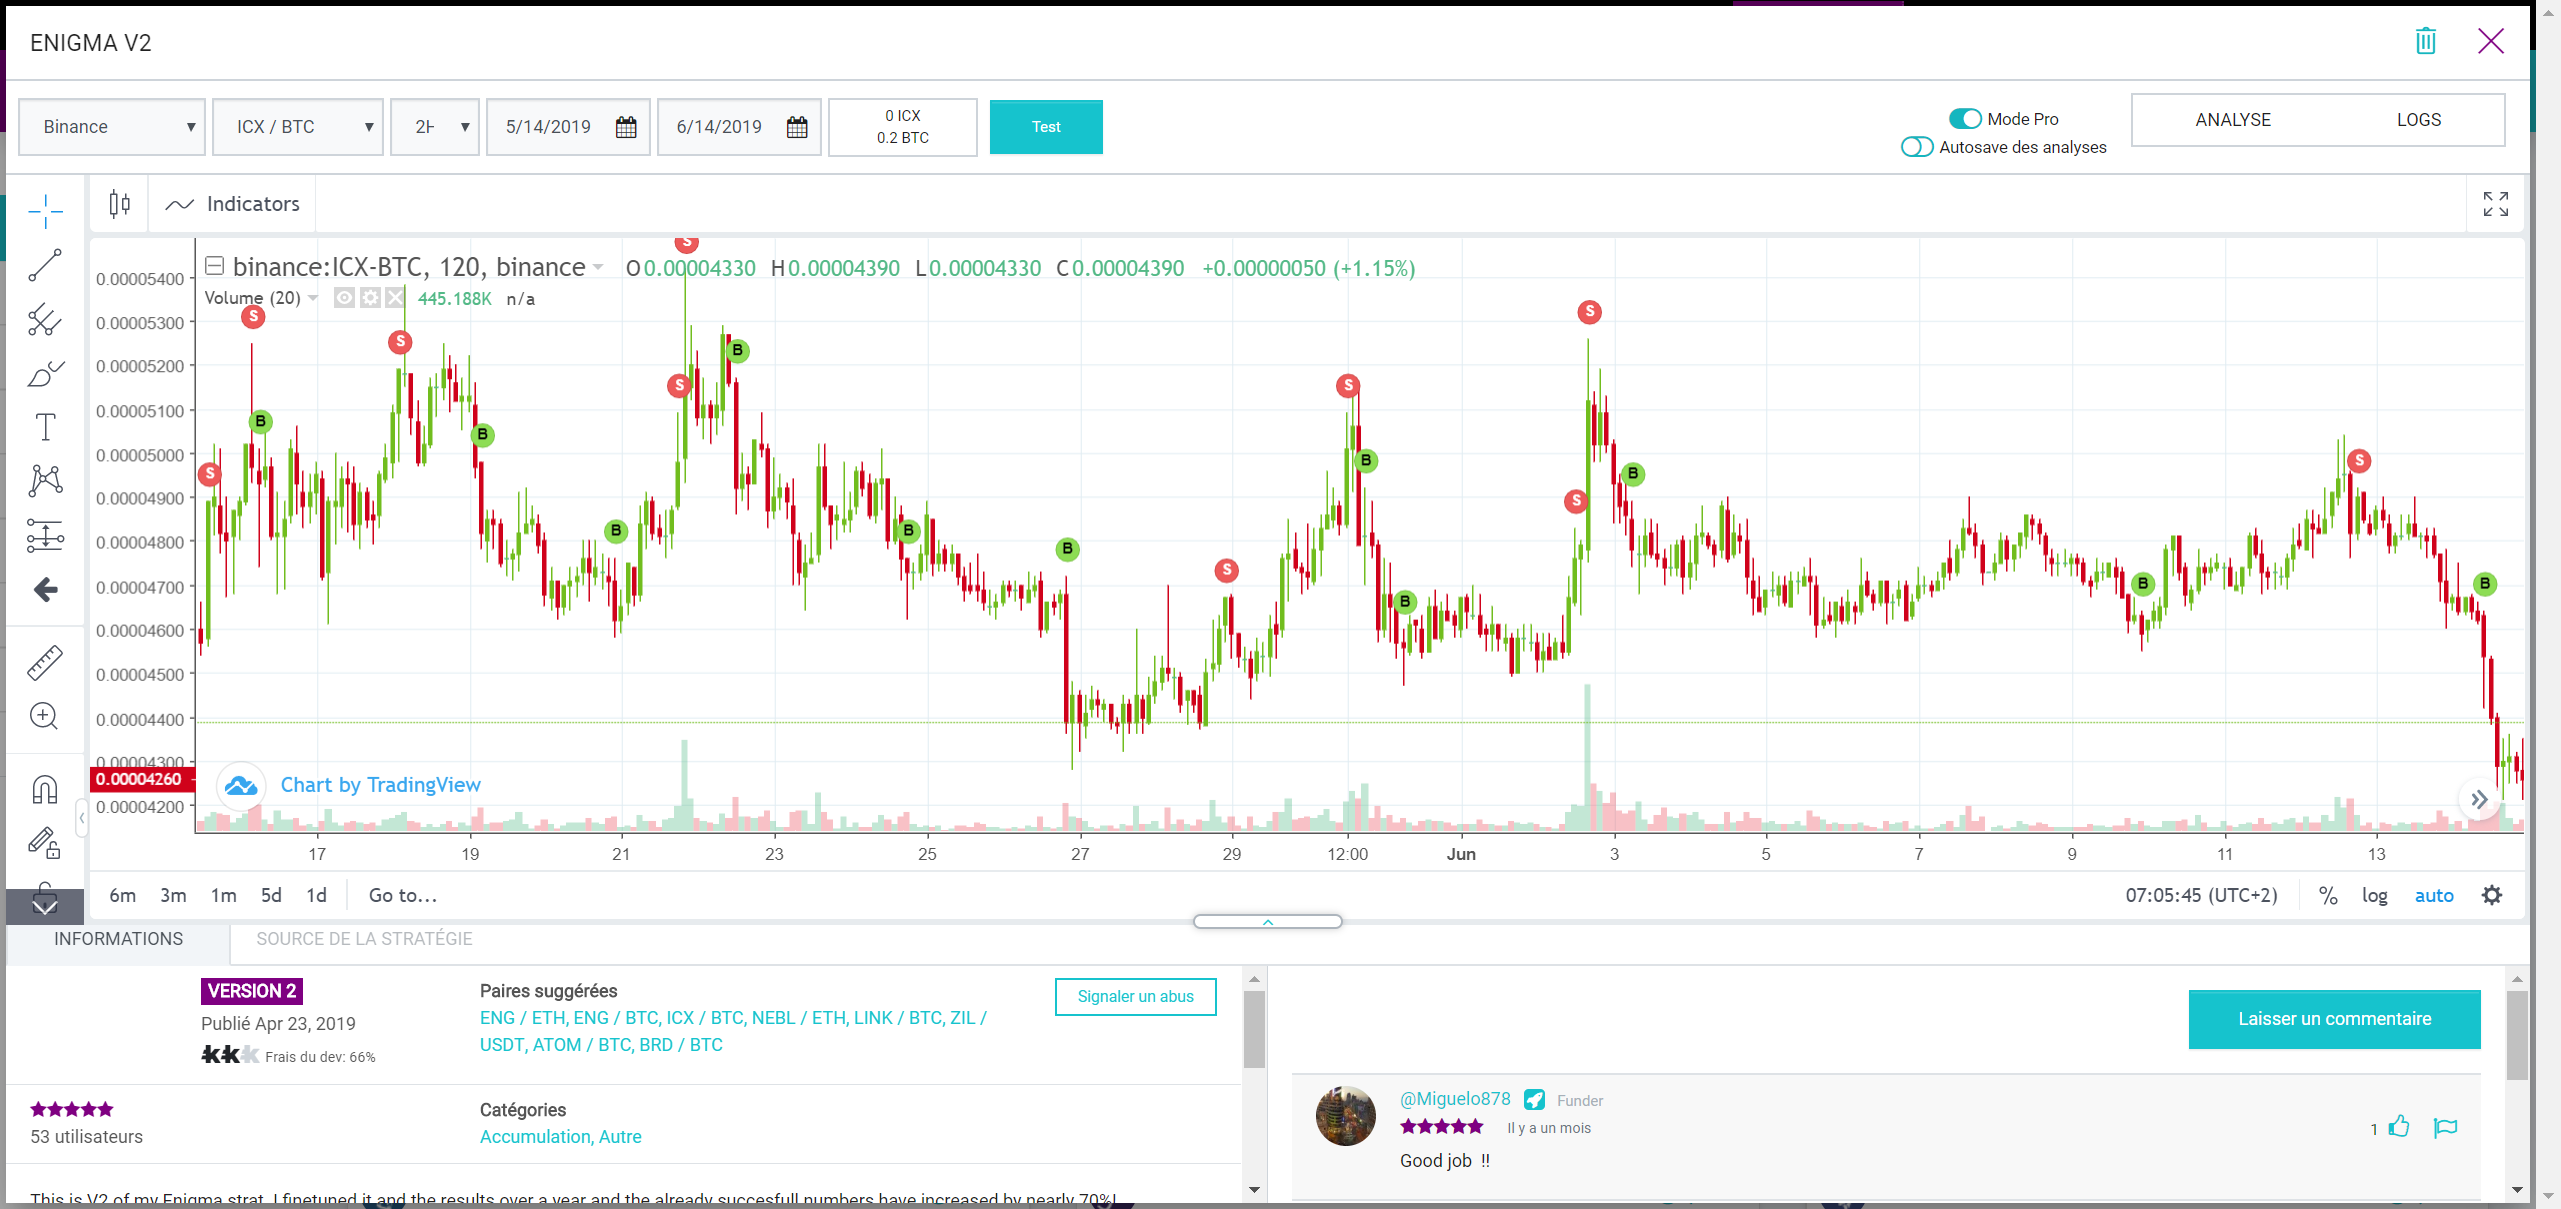 ENIGMA V2
Binance
ICX / BTC
2H
5/14/2019
6/14/2019
0 ICX
0.2 BTC
Test
Mode Pro
Autosave des analyses
ANALYSE
LOGS
Indicators
binance:ICX-BTC, 120, binance
O0.00004330 H0.00004390 L0.00004330 C0.00004390 +0.00000050 (+1.15%)
Volume (20) 445.188K n/a
0.00005400
0.00005300
0.00005200
0.00005100
0.00005000
0.00004900
0.00004800
0.00004700
0.00004600
0.00004500
0.00004400
0.00004300
0.00004260
0.00004200
S
S
B
S
B
B
S
S
B
B
B
S
S
B
B
S
S
B
B
S
B
Chart by TradingView
17 19 21 23 25 27 29 12:00 Jun 3 5 7 9 11 13
6m 3m 1m 5d 1d Go to...
07:05:45 (UTC+2) % log auto
INFORMATIONS
SOURCE DE LA STRATÉGIE
VERSION 2
Publié Apr 23, 2019
Frais du dev: 66%
Paires suggérées
ENG / ETH, ENG / BTC, ICX / BTC, NEBL / ETH, LINK / BTC, ZIL /
USDT, ATOM / BTC, BRD / BTC
Signaler un abus
53 utilisateurs
Catégories
Accumulation, Autre
This is V2 of my Enigma strat. I finetuned it and the results over a year and the already succesfull numbers have increased by nearly 70%!
Laisser un commentaire
@Miguelo878 Funder
Il y a un mois
1
Good job !!